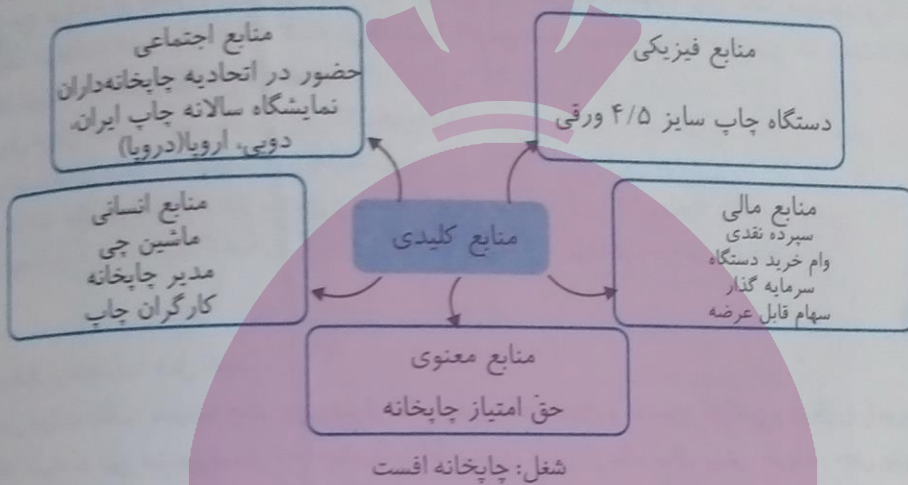 منابع فیزیکی
دستگاه چاپ سایز ۴/۵ ورقی
منابع اجتماعی
حضور در اتحادیه چاپخانه‌داران
نمایشگاه سالانه چاپ ایران،
دوبی، اروپا(دروپا)
منابع کلیدی
منابع مالی
سپرده نقدی
وام خرید دستگاه
سرمایه گذار
سهام قابل عرضه
منابع انسانی
ماشین چی
مدیر چاپخانه
کارگران چاپ
منابع معنوی
حق امتیاز چاپخانه
شغل: چاپخانه افست